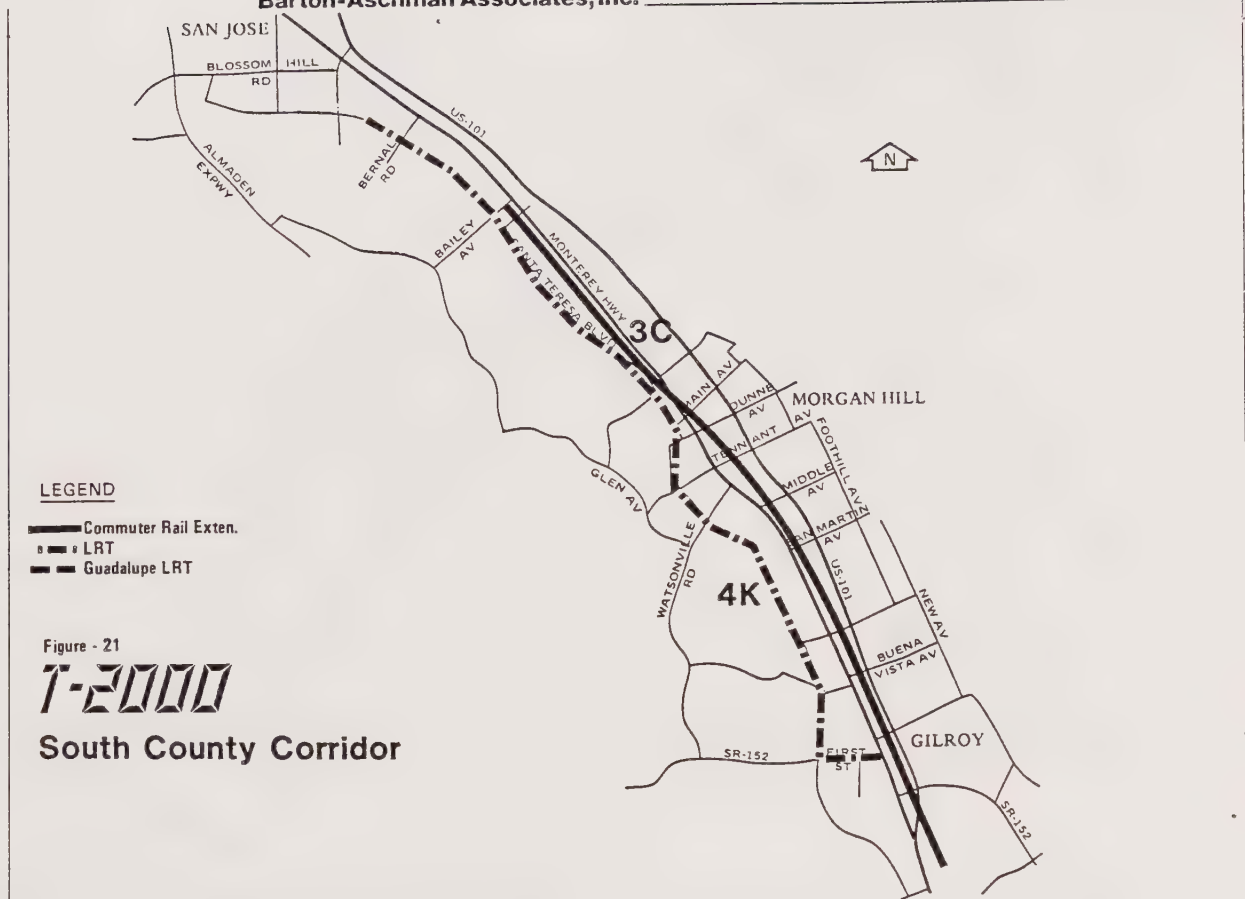 Barton-Aschman Associates, Inc.
SAN JOSE
BLOSSOM HILL
RD
US-101
N
ALMADEN
EXPWY
BERNAL
RD
BAILEY
AV
MONTEREY HWY
SANTA TERESA BLVD
3C
MAIN AV
DUNNE
AV
MORGAN HILL
TENNANT AV
FOOTHILL AV
GLEN AV
MIDDLE
AV
SAN MARTIN
AV
WATSONVILLE
RD
4K
US-101
NEW AV
BUENA
VISTA AV
GILROY
SR-152
FIRST
ST
SR-152
LEGEND
Commuter Rail Exten.
LRT
Guadalupe LRT
Figure - 21
T-2000
South County Corridor